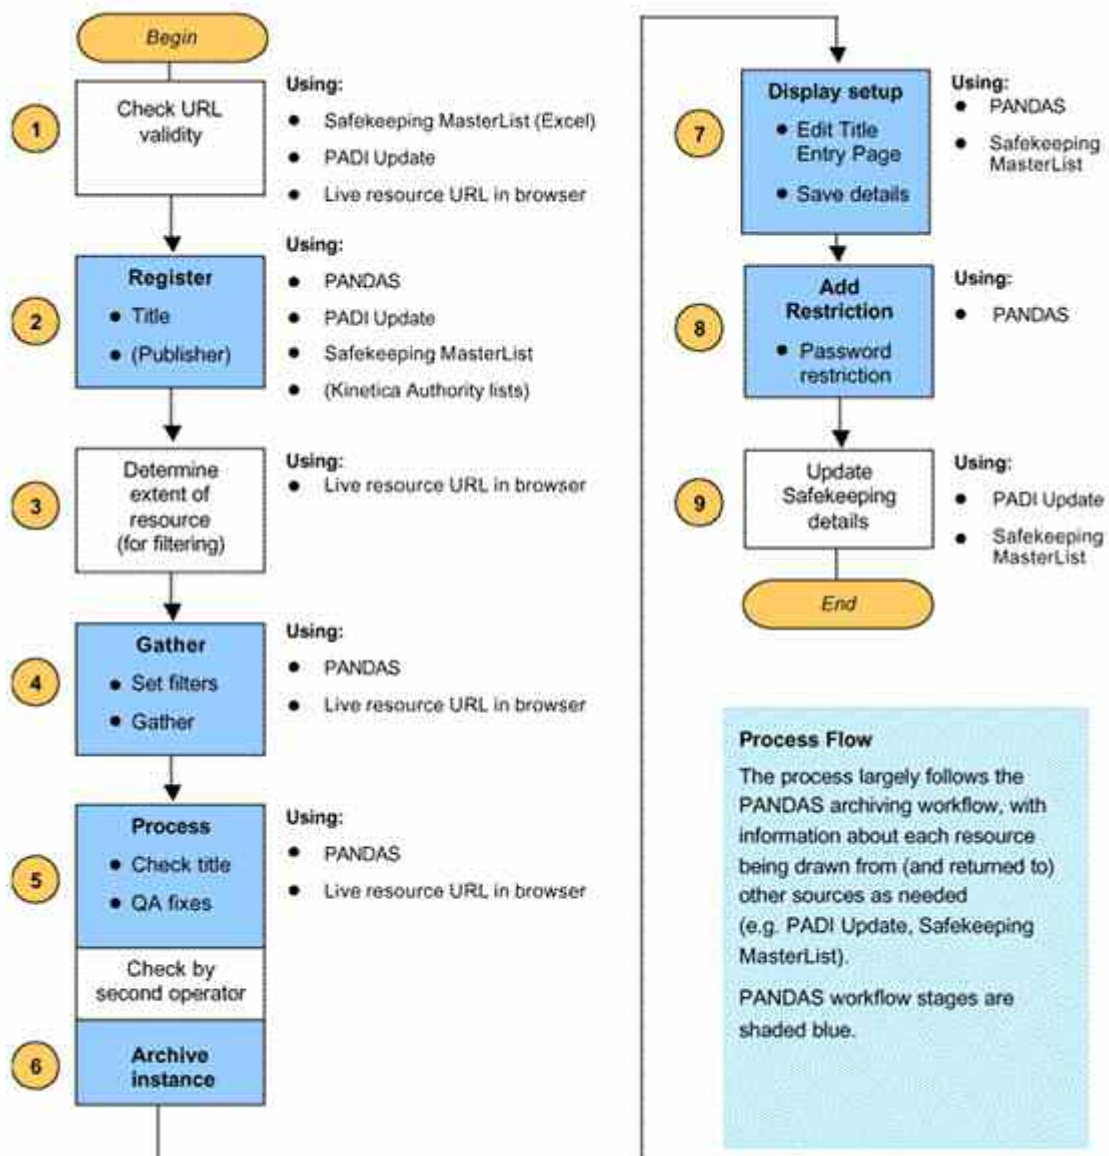 Begin
1
Check URL
validity
Using:
● Safekeeping MasterList (Excel)
● PADI Update
● Live resource URL in browser
2
Register
● Title
● (Publisher)
Using:
● PANDAS
● PADI Update
● Safekeeping MasterList
● (Kinetica Authority lists)
3
Determine
extent of
resource
(for filtering)
Using:
● Live resource URL in browser
4
Gather
● Set filters
● Gather
Using:
● PANDAS
● Live resource URL in browser
5
Process
● Check title
● QA fixes
Using:
● PANDAS
● Live resource URL in browser
Check by
second operator
6
Archive
instance
7
Display setup
● Edit Title
Entry Page
● Save details
Using:
● PANDAS
● Safekeeping
MasterList
8
Add
Restriction
● Password
restriction
Using:
● PANDAS
9
Update
Safekeeping
details
Using:
● PADI Update
● Safekeeping
MasterList
End
Process Flow
The process largely follows the
PANDAS archiving workflow, with
information about each resource
being drawn from (and returned to)
other sources as needed
(e.g. PADI Update, Safekeeping
MasterList).
PANDAS workflow stages are
shaded blue.